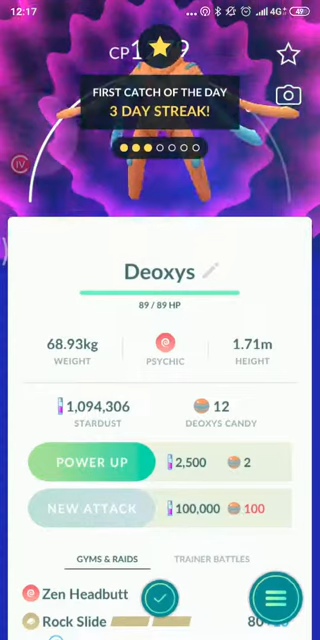 12:17
4G+ 49
CP
FIRST CATCH OF THE DAY
3 DAY STREAK!
IV
Deoxys
89 / 89 HP
68.93kg
WEIGHT
PSYCHIC
1.71m
HEIGHT
1,094,306
STARDUST
12
DEOXYS CANDY
POWER UP 2,500 2
NEW ATTACK 100,000 100
GYMS & RAIDS TRAINER BATTLES
Zen Headbutt
Rock Slide